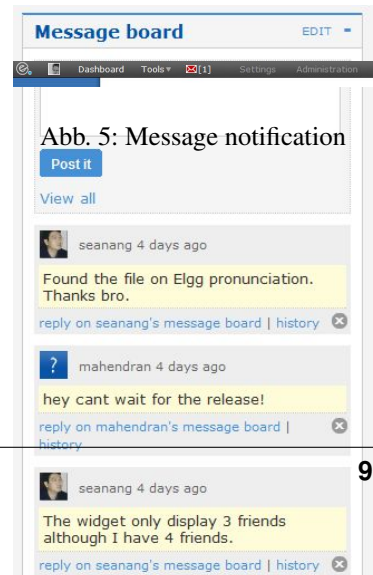 Message board EDIT -
Dashboard Tools▾ [1] Settings Administration
Abb. 5: Message notification
Post it
View all
seanang 4 days ago
Found the file on Elgg pronunciation.
Thanks bro.
reply on seanang's message board | history
? mahendran 4 days ago
hey cant wait for the release!
reply on mahendran's message board |
history
9
seanang 4 days ago
The widget only display 3 friends
although I have 4 friends.
reply on seanang's message board | history